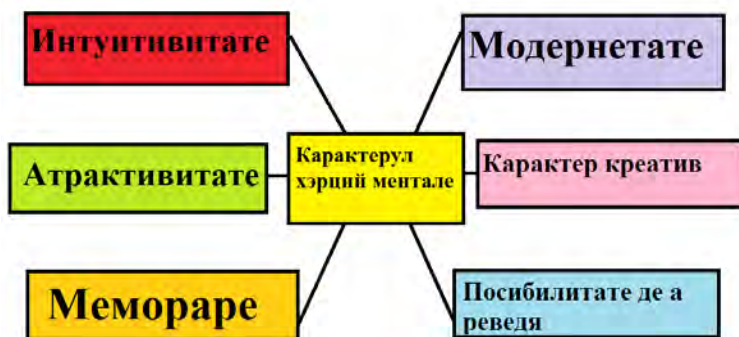 Интуитивитате
Модернетате
Атрактивитате
Карактерул
хэрций ментале
Карактер креатив
Мемораре
Посибилитате де а
реведя